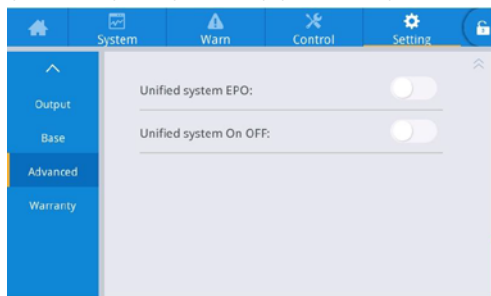 System
Warn
Control
Setting
Output
Base
Advanced
Warranty
Unified system EPO:
Unified system On OFF: